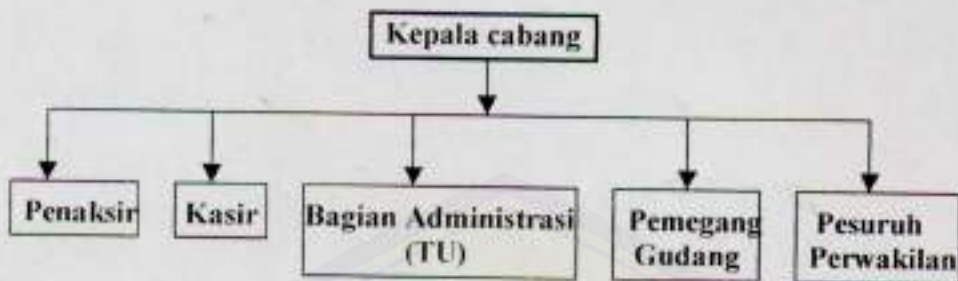 Kepala cabang
Penaksir
Kasir
Bagian Administrasi
(TU)
Pemegang
Gudang
Pesuruh
Perwakilan